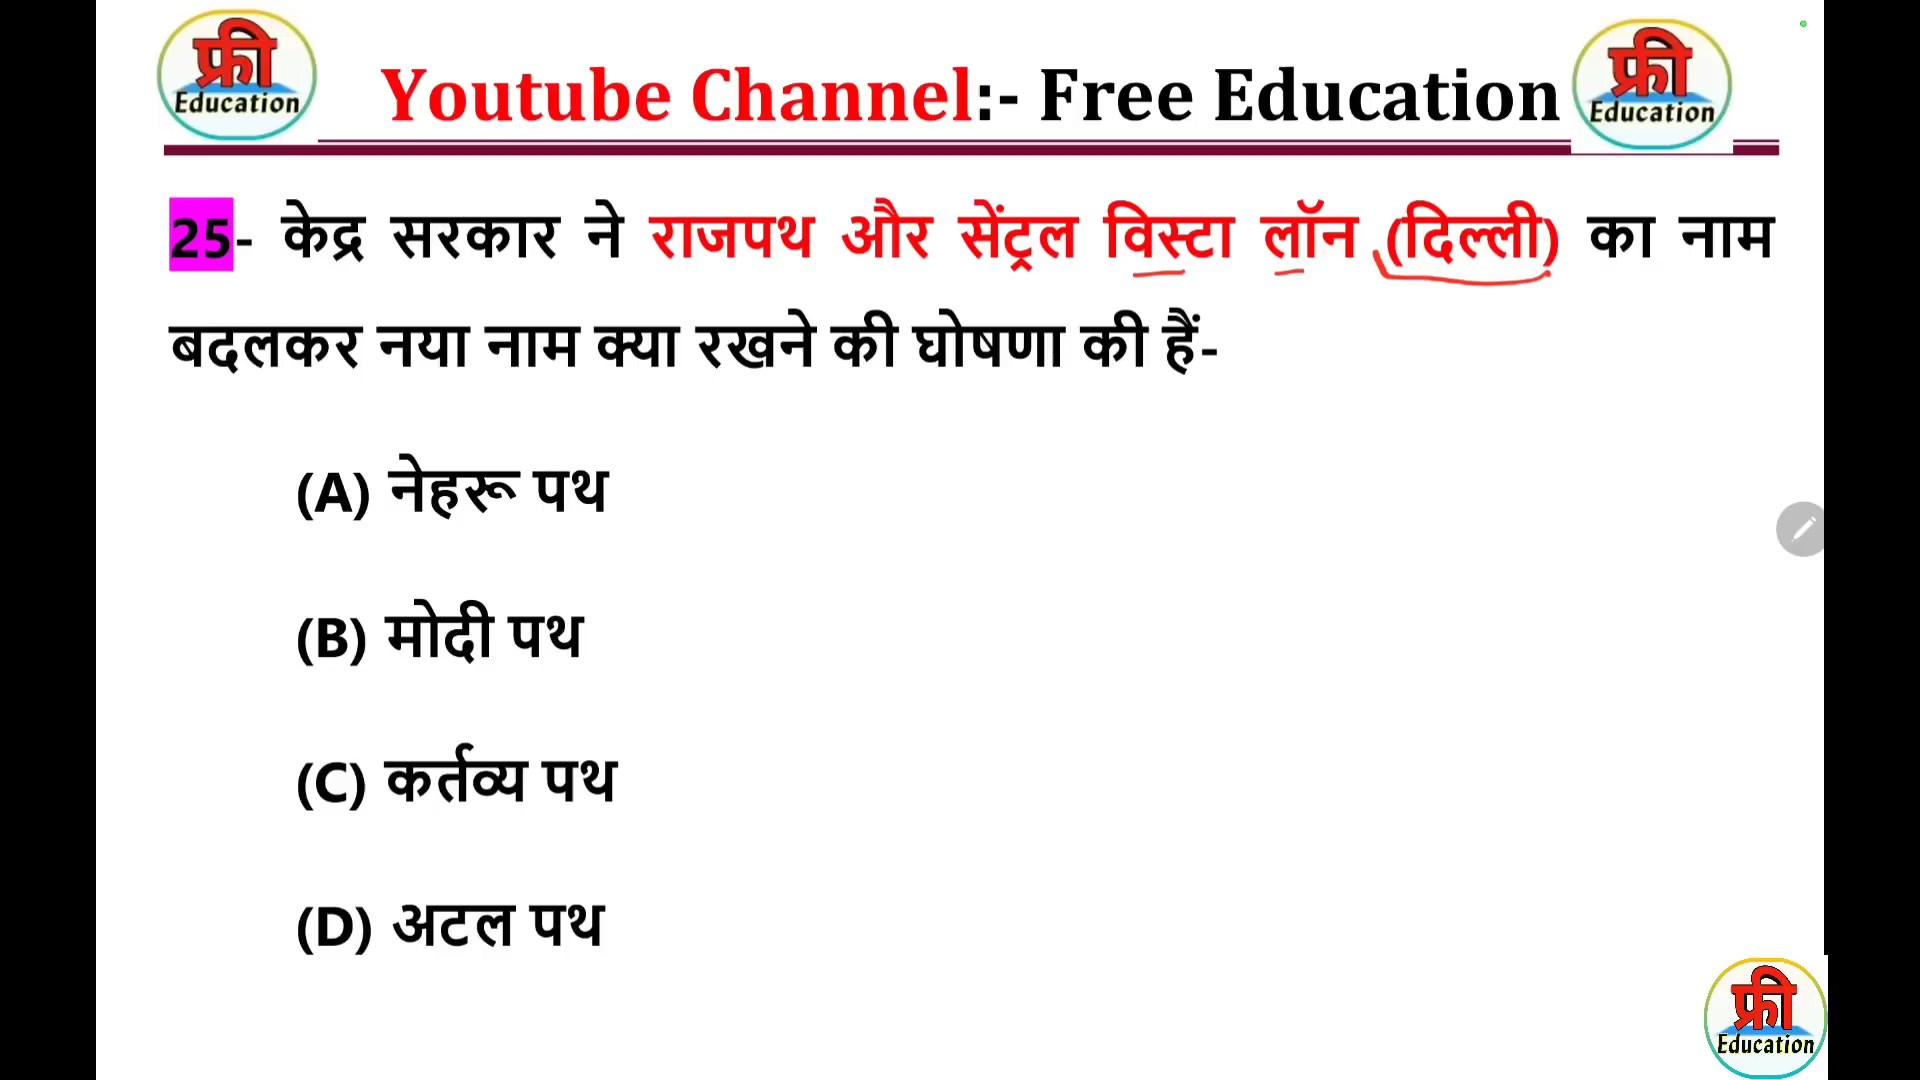 फ्री
Education
Youtube Channel:- Free Education
फ्री
Education
25- केद्र सरकार ने राजपथ और सेंट्रल विस्टा लॉन (दिल्ली) का नाम
बदलकर नया नाम क्या रखने की घोषणा की हैं-
(A) नेहरू पथ
(B) मोदी पथ
(C) कर्तव्य पथ
(D) अटल पथ
फ्री
Education